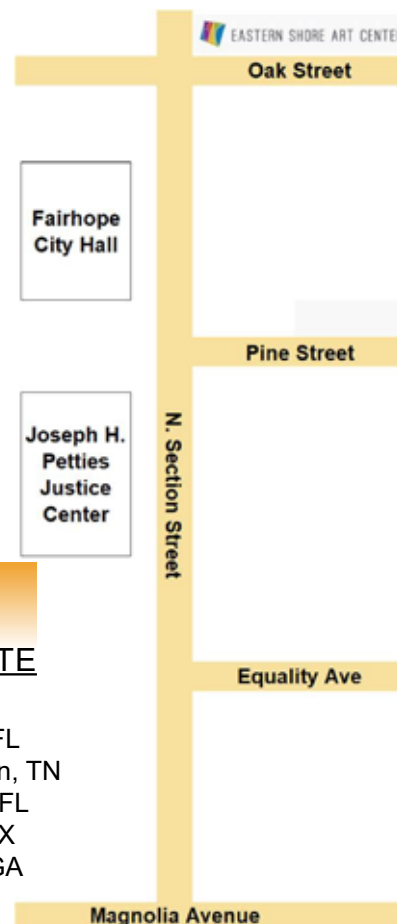 EASTERN SHORE ART CENTE
Oak Street
Fairhope
City Hall
Pine Street
Joseph H.
Petties
Justice
Center
N. Section Street
TE
FL
n, TN
FL
X
GA
Equality Ave
Magnolia Avenue